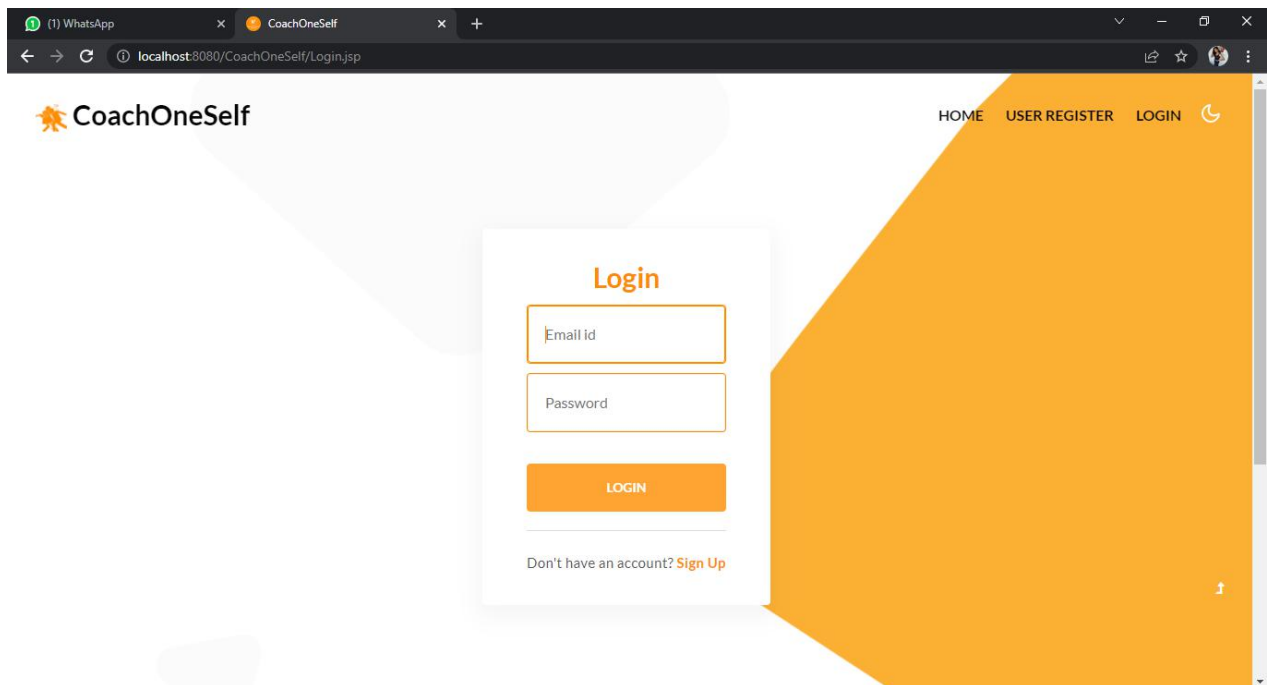 (1) WhatsApp CoachOneSelf
localhost:8080/CoachOneSelf/Login.jsp
CoachOneSelf HOME USER REGISTER LOGIN
Login
Email id
Password
LOGIN
Don't have an account? Sign Up